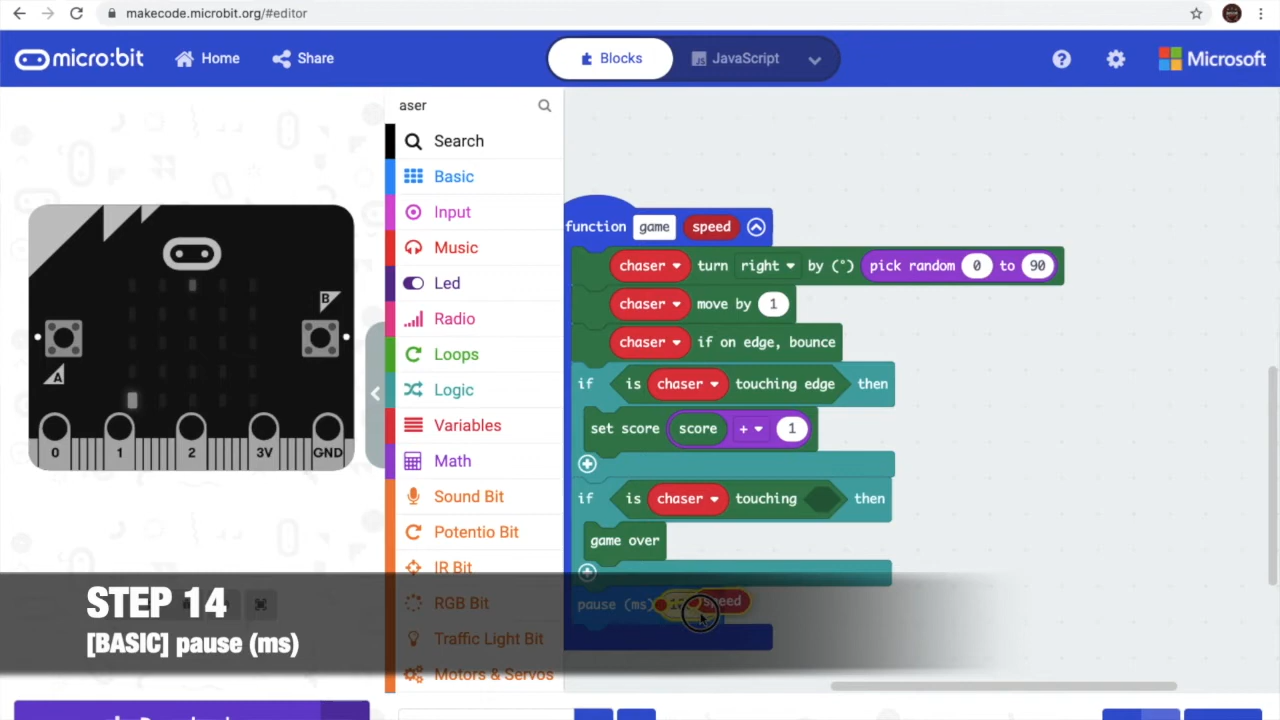 makecode.microbit.org/#editor
micro:bit
Home
Share
Blocks
JavaScript
Microsoft
aser
Search
Basic
Input
Music
Led
Radio
Loops
Logic
Variables
Math
Sound Bit
Potentio Bit
IR Bit
RGB Bit
Traffic Light Bit
Motors & Servos
A
B
0 1 2 3V GND
function game speed
chaser turn right by (°) pick random 0 to 90
chaser move by 1
chaser if on edge, bounce
if is chaser touching edge then
set score score + 1
if is chaser touching then
game over
pause (ms) speed
STEP 14
[BASIC] pause (ms)